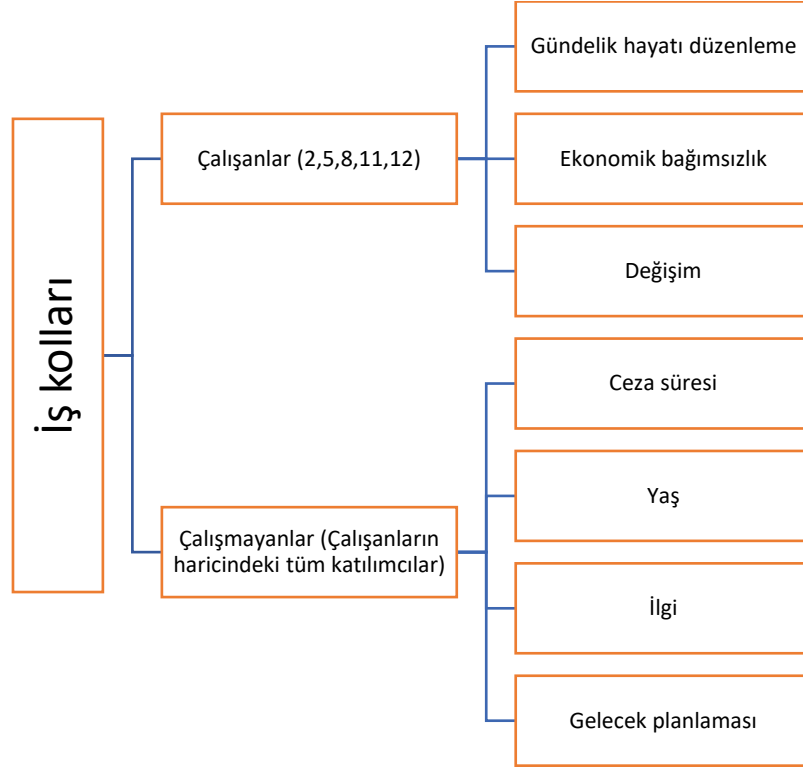 İş kolları
Çalışanlar (2,5,8,11,12)
Gündelik hayatı düzenleme
Ekonomik bağımsızlık
Değişim
Çalışmayanlar (Çalışanların
haricindeki tüm katılımcılar)
Ceza süresi
Yaş
İlgi
Gelecek planlaması